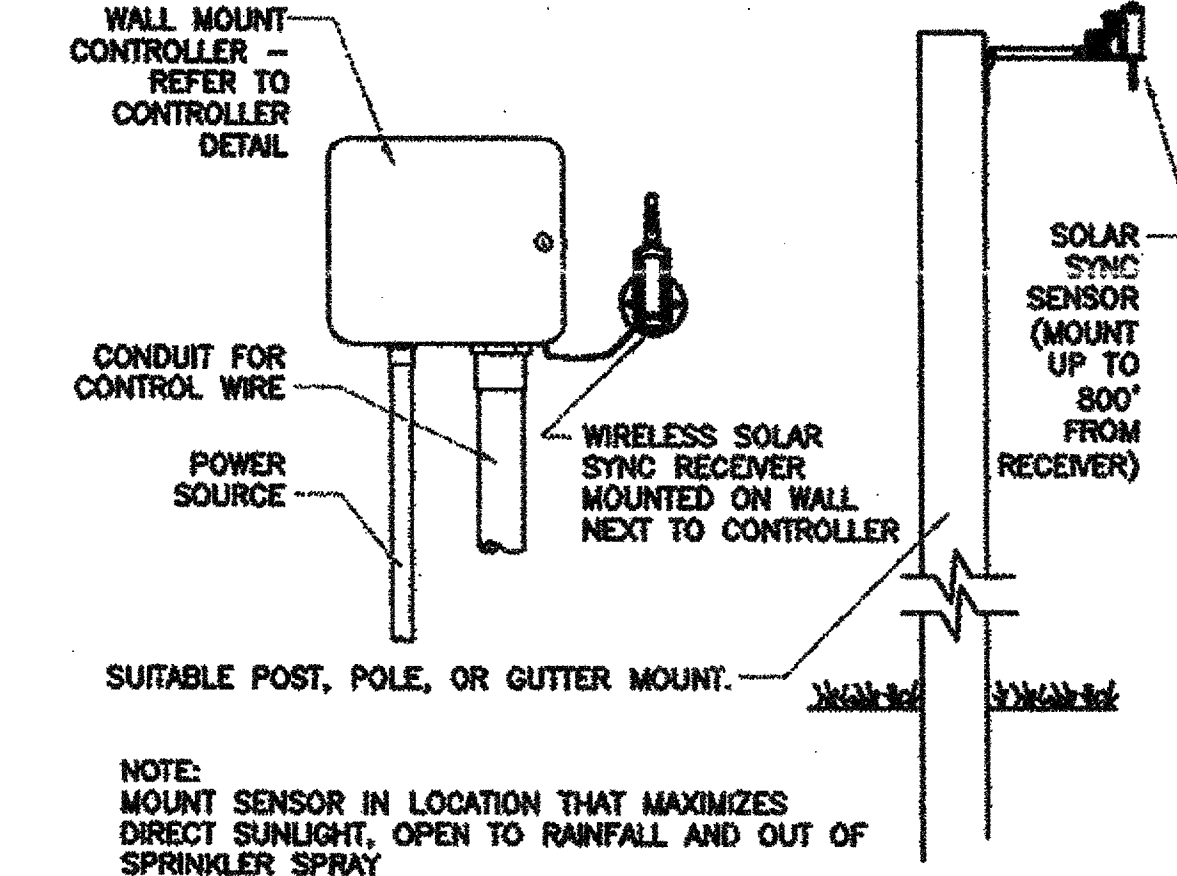 WALL MOUNT
CONTROLLER –
REFER TO
CONTROLLER
DETAIL
CONDUIT FOR
CONTROL WIRE
POWER
SOURCE
WIRELESS SOLAR
SYNC RECEIVER
MOUNTED ON WALL
NEXT TO CONTROLLER
SOLAR
SYNC
SENSOR
(MOUNT
UP TO
800'
FROM
RECEIVER)
SUITABLE POST, POLE, OR GUTTER MOUNT.
NOTE:
MOUNT SENSOR IN LOCATION THAT MAXIMIZES
DIRECT SUNLIGHT, OPEN TO RAINFALL AND OUT OF
SPRINKLER SPRAY